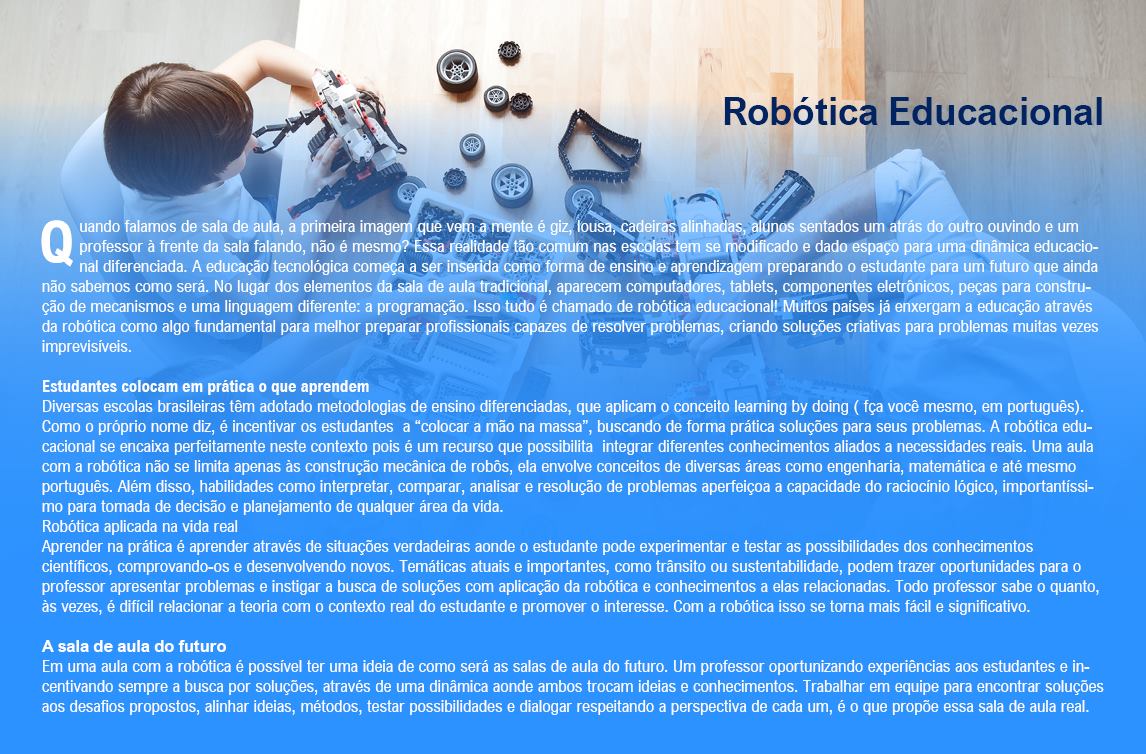 Robótica Educacional
Quando falamos de sala de aula, a primeira imagem que vem a mente é giz, lousa, cadeiras alinhadas, alunos sentados um atrás do outro ouvindo e um
professor à frente da sala falando, não é mesmo? Essa realidade tão comum nas escolas tem se modificado e dado espaço para uma dinâmica educacio-
nal diferenciada. A educação tecnológica começa a ser inserida como forma de ensino e aprendizagem preparando o estudante para um futuro que ainda
não sabemos como será. No lugar dos elementos da sala de aula tradicional, aparecem computadores, tablets, componentes eletrônicos, peças para constru-
ção de mecanismos e uma linguagem diferente: a programação. Isso tudo é chamado de robótica educacional! Muitos países já enxergam a educação através
da robótica como algo fundamental para melhor preparar profissionais capazes de resolver problemas, criando soluções criativas para problemas muitas vezes
imprevisíveis.
Estudantes colocam em prática o que aprendem
Diversas escolas brasileiras têm adotado metodologias de ensino diferenciadas, que aplicam o conceito learning by doing ( fça você mesmo, em português).
Como o próprio nome diz, é incentivar os estudantes  a “colocar a mão na massa”, buscando de forma prática soluções para seus problemas. A robótica edu-
cacional se encaixa perfeitamente neste contexto pois é um recurso que possibilita  integrar diferentes conhecimentos aliados a necessidades reais. Uma aula
com a robótica não se limita apenas às construção mecânica de robôs, ela envolve conceitos de diversas áreas como engenharia, matemática e até mesmo
português. Além disso, habilidades como interpretar, comparar, analisar e resolução de problemas aperfeiçoa a capacidade do raciocínio lógico, importantíssi-
mo para tomada de decisão e planejamento de qualquer área da vida.
Robótica aplicada na vida real
Aprender na prática é aprender através de situações verdadeiras aonde o estudante pode experimentar e testar as possibilidades dos conhecimentos
científicos, comprovando-os e desenvolvendo novos. Temáticas atuais e importantes, como trânsito ou sustentabilidade, podem trazer oportunidades para o
professor apresentar problemas e instigar a busca de soluções com aplicação da robótica e conhecimentos a elas relacionadas. Todo professor sabe o quanto,
às vezes, é difícil relacionar a teoria com o contexto real do estudante e promover o interesse. Com a robótica isso se torna mais fácil e significativo.
A sala de aula do futuro
Em uma aula com a robótica é possível ter uma ideia de como será as salas de aula do futuro. Um professor oportunizando experiências aos estudantes e in-
centivando sempre a busca por soluções, através de uma dinâmica aonde ambos trocam ideias e conhecimentos. Trabalhar em equipe para encontrar soluções
aos desafios propostos, alinhar ideias, métodos, testar possibilidades e dialogar respeitando a perspectiva de cada um, é o que propõe essa sala de aula real.